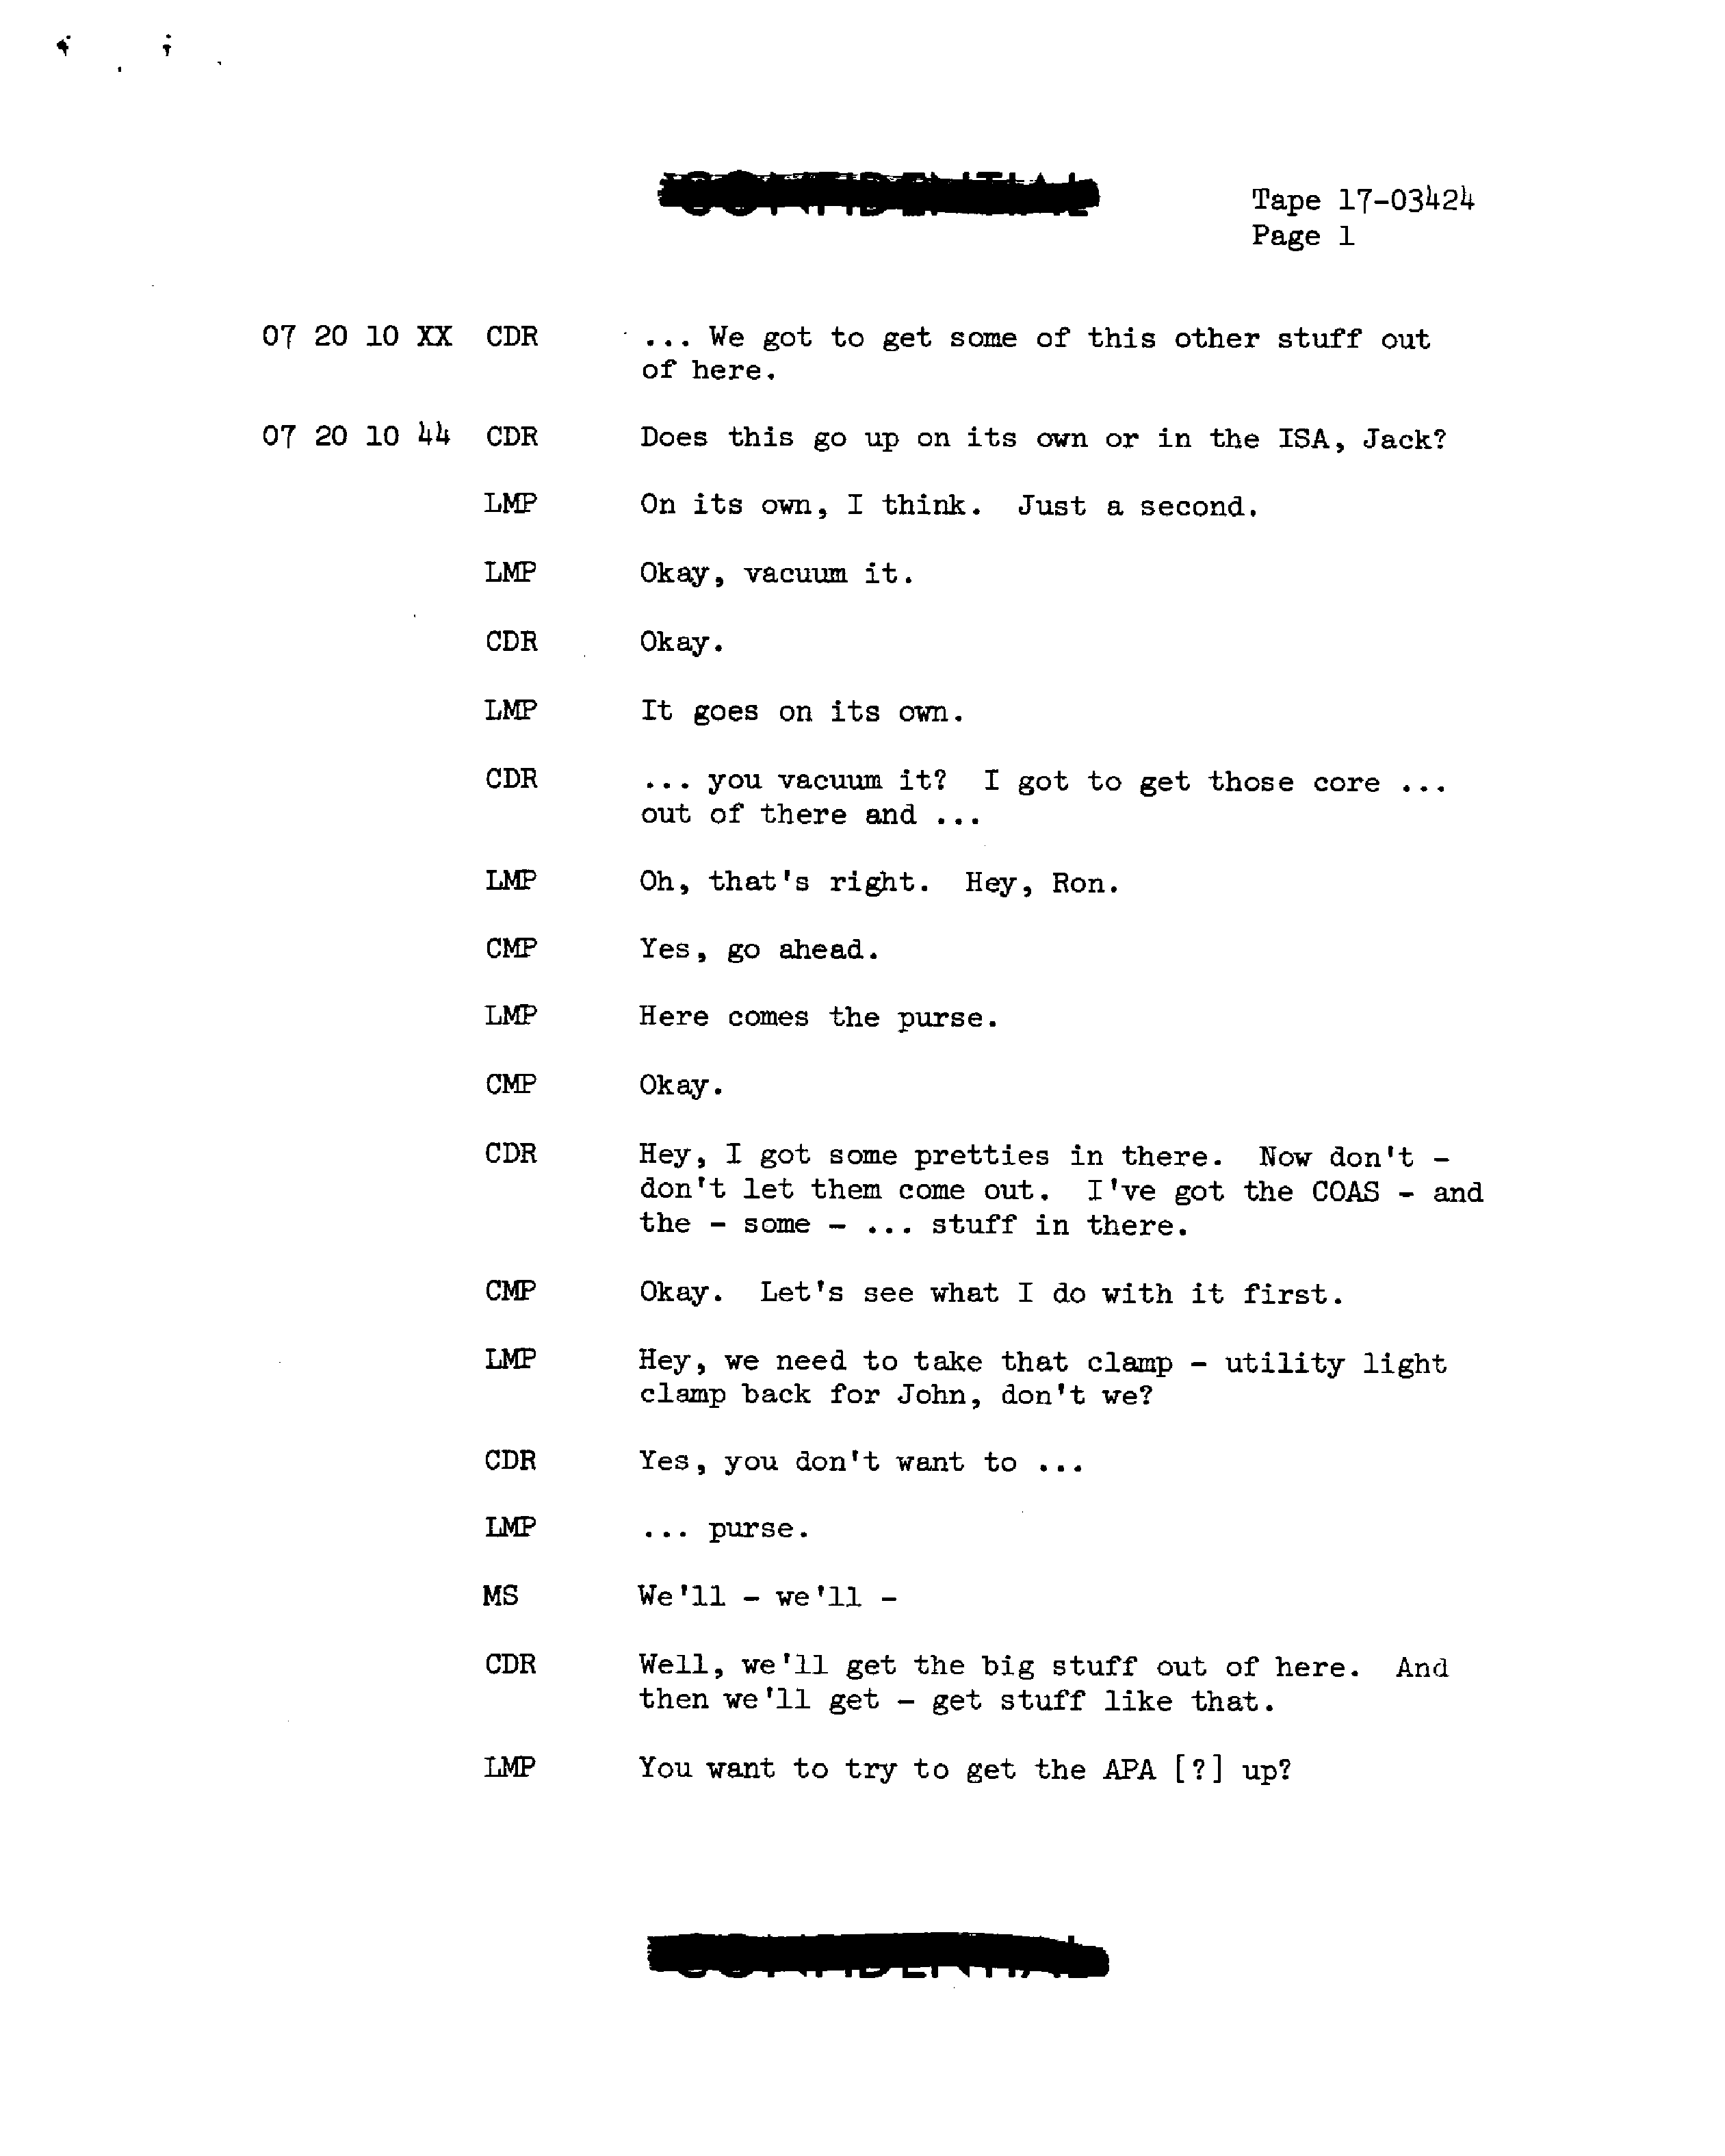 CONFIDENTIAL
Tape 17-03424
Page 1
07 20 10 XX CDR ... We got to get some of this other stuff out
of here.
07 20 10 44 CDR Does this go up on its own or in the ISA, Jack?
LMP On its own, I think. Just a second.
LMP Okay, vacuum it.
CDR Okay.
LMP It goes on its own.
CDR ... you vacuum it? I got to get those core ...
out of there and ...
LMP Oh, that's right. Hey, Ron.
CMP Yes, go ahead.
LMP Here comes the purse.
CMP Okay.
CDR Hey, I got some pretties in there. Now don't -
don't let them come out. I've got the COAS - and
the - some - ... stuff in there.
CMP Okay. Let's see what I do with it first.
LMP Hey, we need to take that clamp - utility light
clamp back for John, don't we?
CDR Yes, you don't want to ...
LMP ... purse.
MS We'll - we'll -
CDR Well, we'll get the big stuff out of here. And
then we'll get - get stuff like that.
LMP You want to try to get the APA [?] up?
CONFIDENTIAL